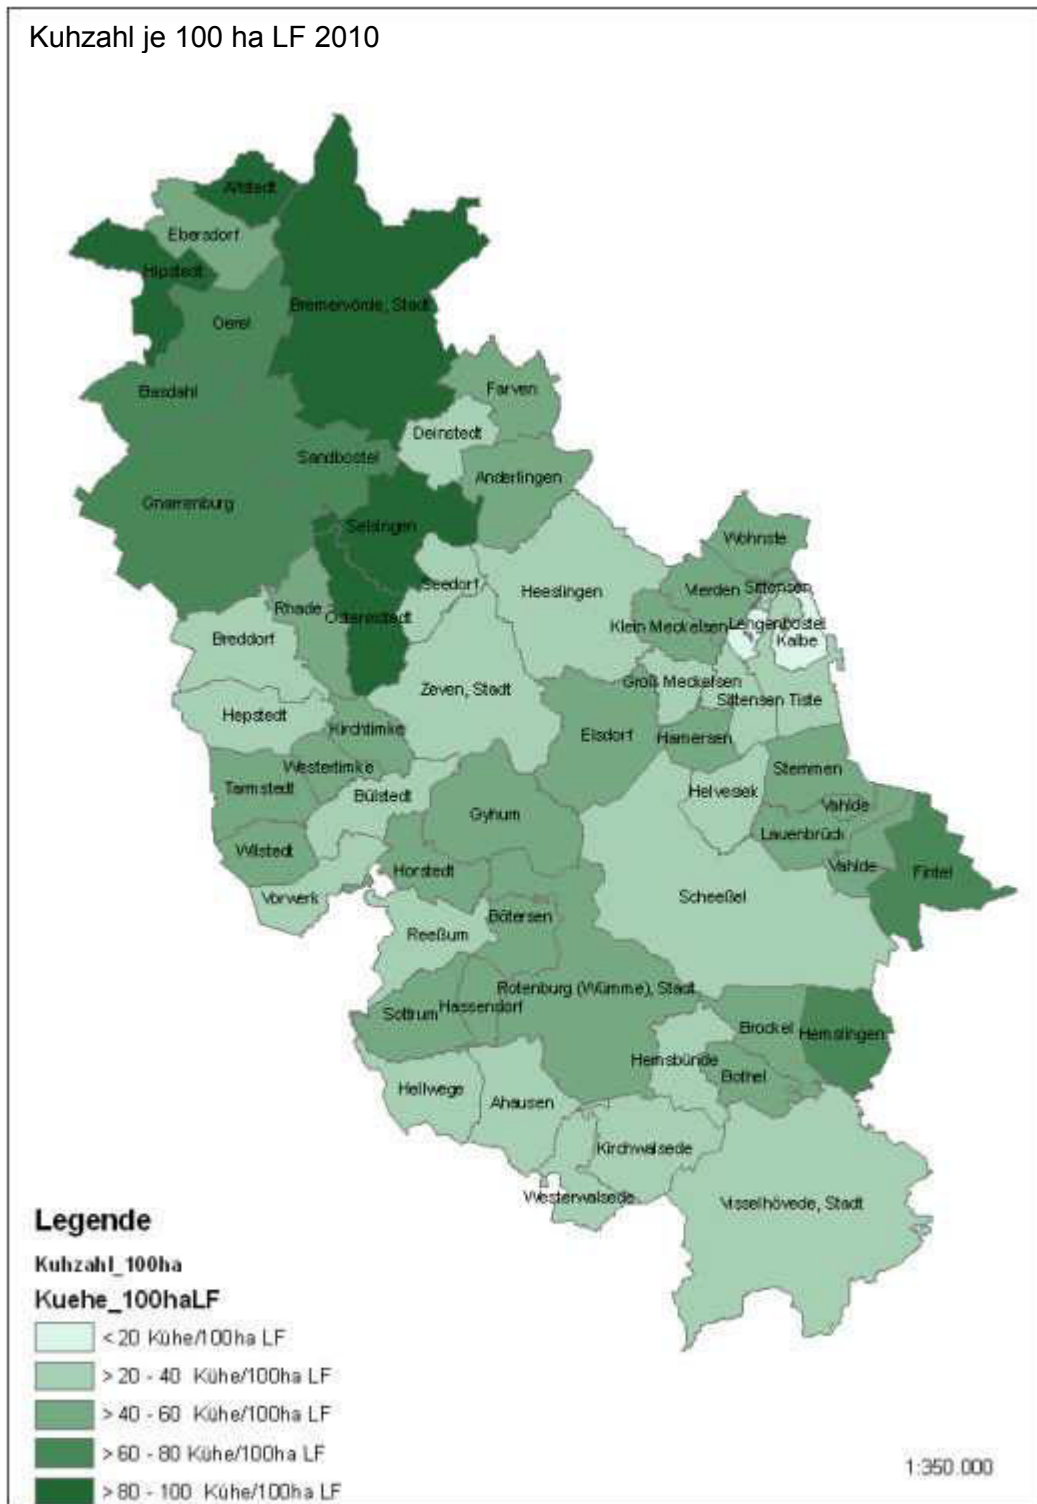 Kuhzahl je 100 ha LF 2010
Alfstedt
Ebersdorf
Hipstedt
Bremervörde, Stadt
Oerel
Basdahl
Farven
Deinstedt
Sandbostel
Anderlingen
Gnarrenburg
Selsingen
Wohnste
Seedorf
Heeslingen
Vierden
Sittensen
Rhade
Ostereistedt
Klein Meckelsen
Lengenbostel
Breddorf
Kalbe
Groß Meckelsen
Zeven, Stadt
Sittensen
Tiste
Hepstedt
Kirchtimke
Elsdorf
Hamersen
Westertimke
Stemmen
Tarmstedt
Bülstedt
Helvesiek
Vahlde
Gyhum
Lauenbrück
Wilstedt
Horstedt
Vahlde
Fintel
Vorwerk
Scheeßel
Bötersen
Reeßum
Rotenburg (Wümme), Stadt
Sottrum
Hassendorf
Brockel
Hemslingen
Hemsbünde
Bothel
Hellwege
Ahausen
Kirchwalsede
Westerwalsede
Visselhövede, Stadt
Legende
Kuhzahl_100ha
Kuehe_100haLF
< 20 Kühe/100ha LF
> 20 - 40 Kühe/100ha LF
> 40 - 60 Kühe/100ha LF
> 60 - 80 Kühe/100ha LF
> 80 - 100 Kühe/100ha LF
1:350.000